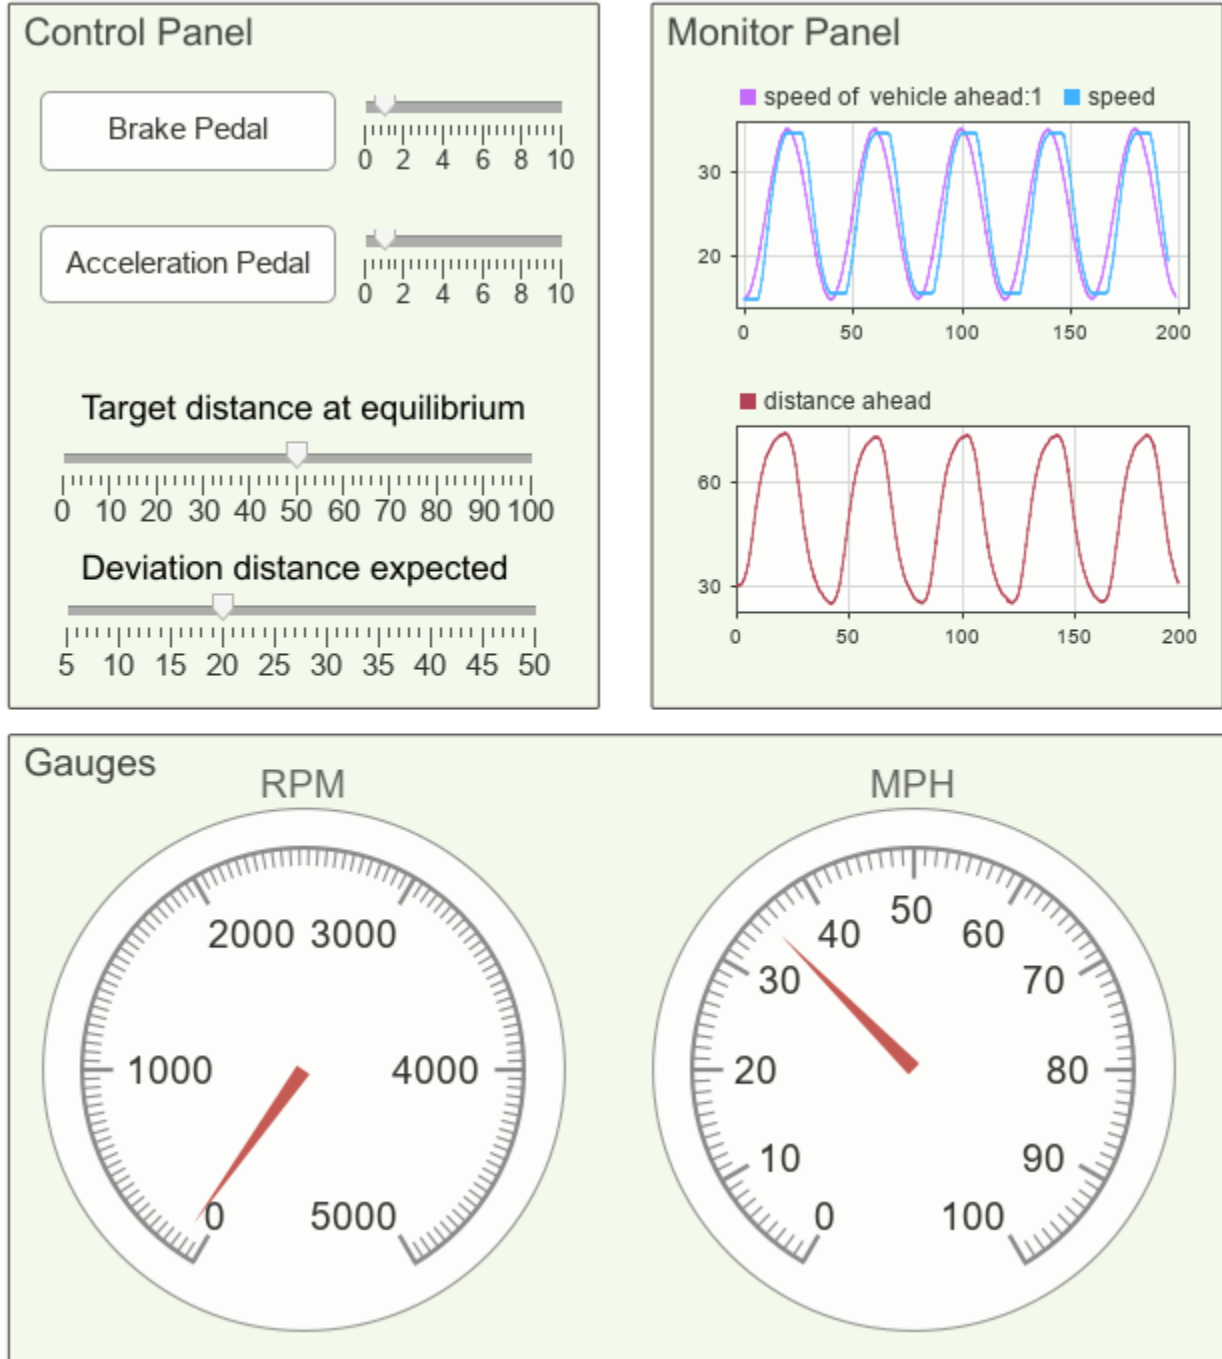 Control Panel
Brake Pedal
0 2 4 6 8 10
Acceleration Pedal
0 2 4 6 8 10
Target distance at equilibrium
0 10 20 30 40 50 60 70 80 90 100
Deviation distance expected
5 10 15 20 25 30 35 40 45 50
Monitor Panel
speed of vehicle ahead:1 speed
30
20
0 50 100 150 200
distance ahead
60
30
0 50 100 150 200
Gauges
RPM
2000 3000
1000 4000
0 5000
MPH
50
40 60
30 70
20 80
10 90
0 100